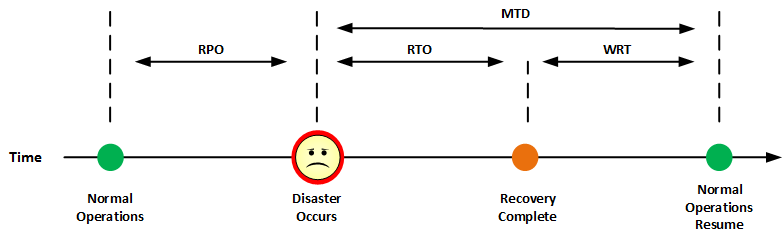 MTD
RPO
RTO
WRT
Time
Normal
Operations
Disaster
Occurs
Recovery
Complete
Normal
Operations
Resume